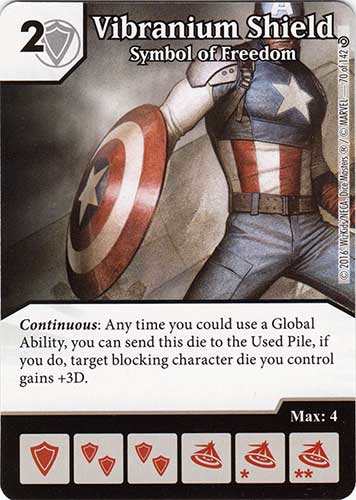 2
Vibranium Shield
Symbol of Freedom
© 2016 WizKids/NECA. Dice Masters ® / © MARVEL — 70 of 142
Continuous: Any time you could use a Global
Ability, you can send this die to the Used Pile, if
you do, target blocking character die you control
gains +3D.
Max: 4
*
**